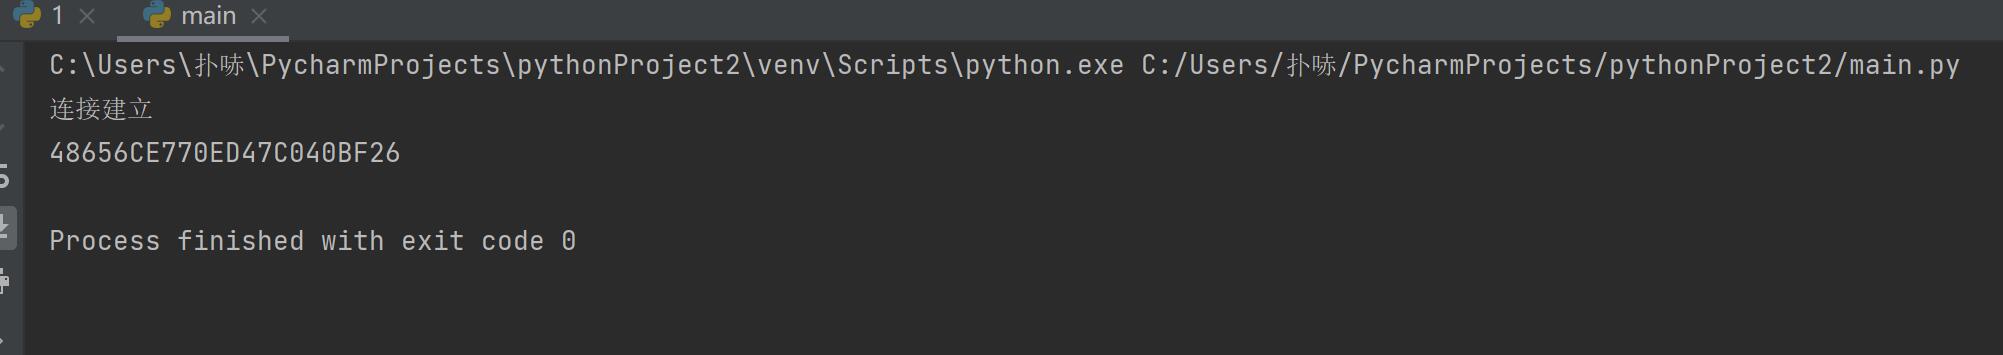 1 main
C:\Users\扑哧\PycharmProjects\pythonProject2\venv\Scripts\python.exe C:/Users/扑哧/PycharmProjects/pythonProject2/main.py
连接建立
48656CE770ED47C040BF26
Process finished with exit code 0